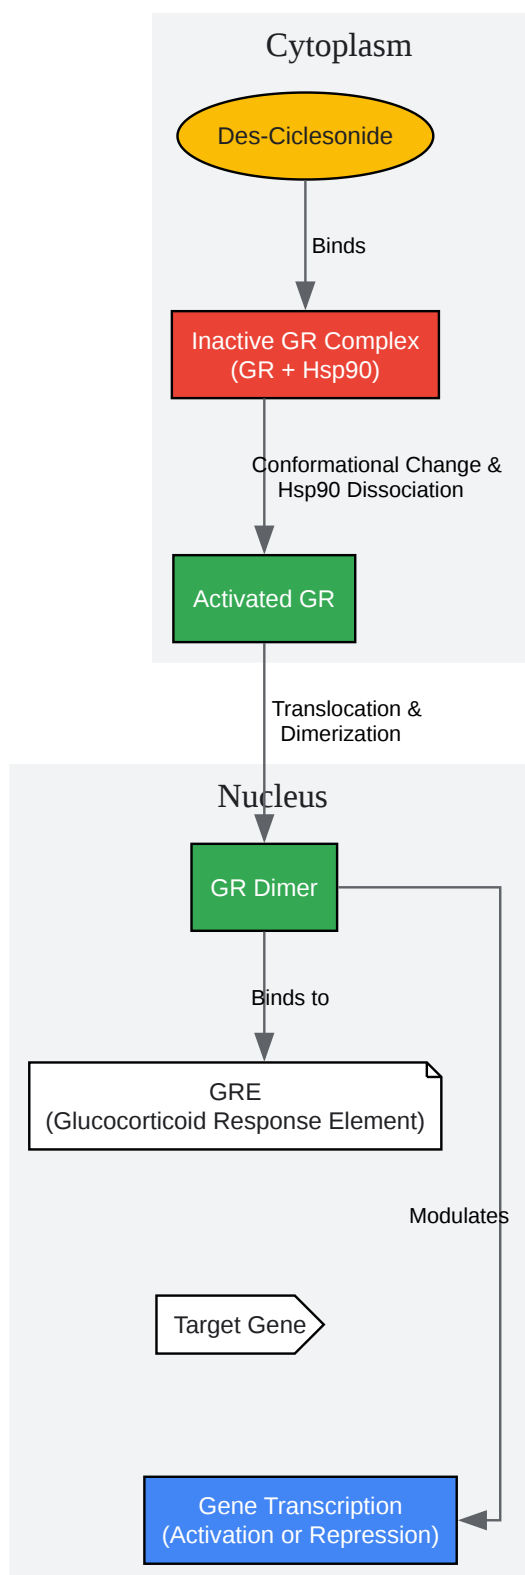 Cytoplasm
Des-Ciclesonide
Binds
Inactive GR Complex
(GR + Hsp90)
Conformational Change &
Hsp90 Dissociation
Activated GR
Translocation &
Dimerization
Nucleus
GR Dimer
Binds to
GRE
(Glucocorticoid Response Element)
Modulates
Target Gene
Gene Transcription
(Activation or Repression)